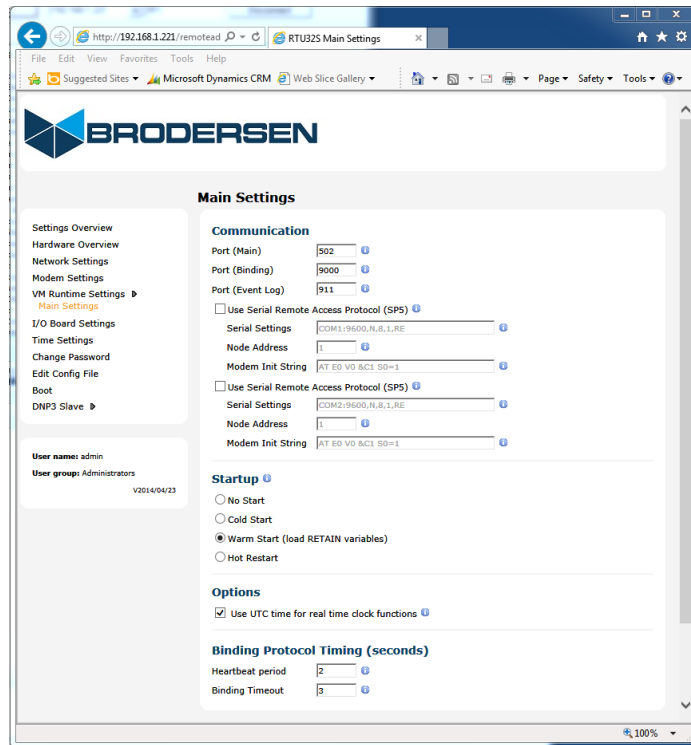 http://192.168.1.221/remotead
RTU32S Main Settings
File Edit View Favorites Tools Help
Suggested Sites Microsoft Dynamics CRM Web Slice Gallery Page Safety Tools
BRODERSEN
Main Settings
Settings Overview
Hardware Overview
Network Settings
Modem Settings
VM Runtime Settings
Main Settings
I/O Board Settings
Time Settings
Change Password
Edit Config File
Boot
DNP3 Slave
User name: admin
User group: Administrators
V2014/04/23
Communication
Port (Main) 502
Port (Binding) 9000
Port (Event Log) 911
Use Serial Remote Access Protocol (SP5)
Serial Settings COM1:9600,N,8,1,RE
Node Address 1
Modem Init String AT E0 V0 &C1 S0=1
Use Serial Remote Access Protocol (SP5)
Serial Settings COM2:9600,N,8,1,RE
Node Address 1
Modem Init String AT E0 V0 &C1 S0=1
Startup
No Start
Cold Start
Warm Start (load RETAIN variables)
Hot Restart
Options
Use UTC time for real time clock functions
Binding Protocol Timing (seconds)
Heartbeat period 2
Binding Timeout 3
100%